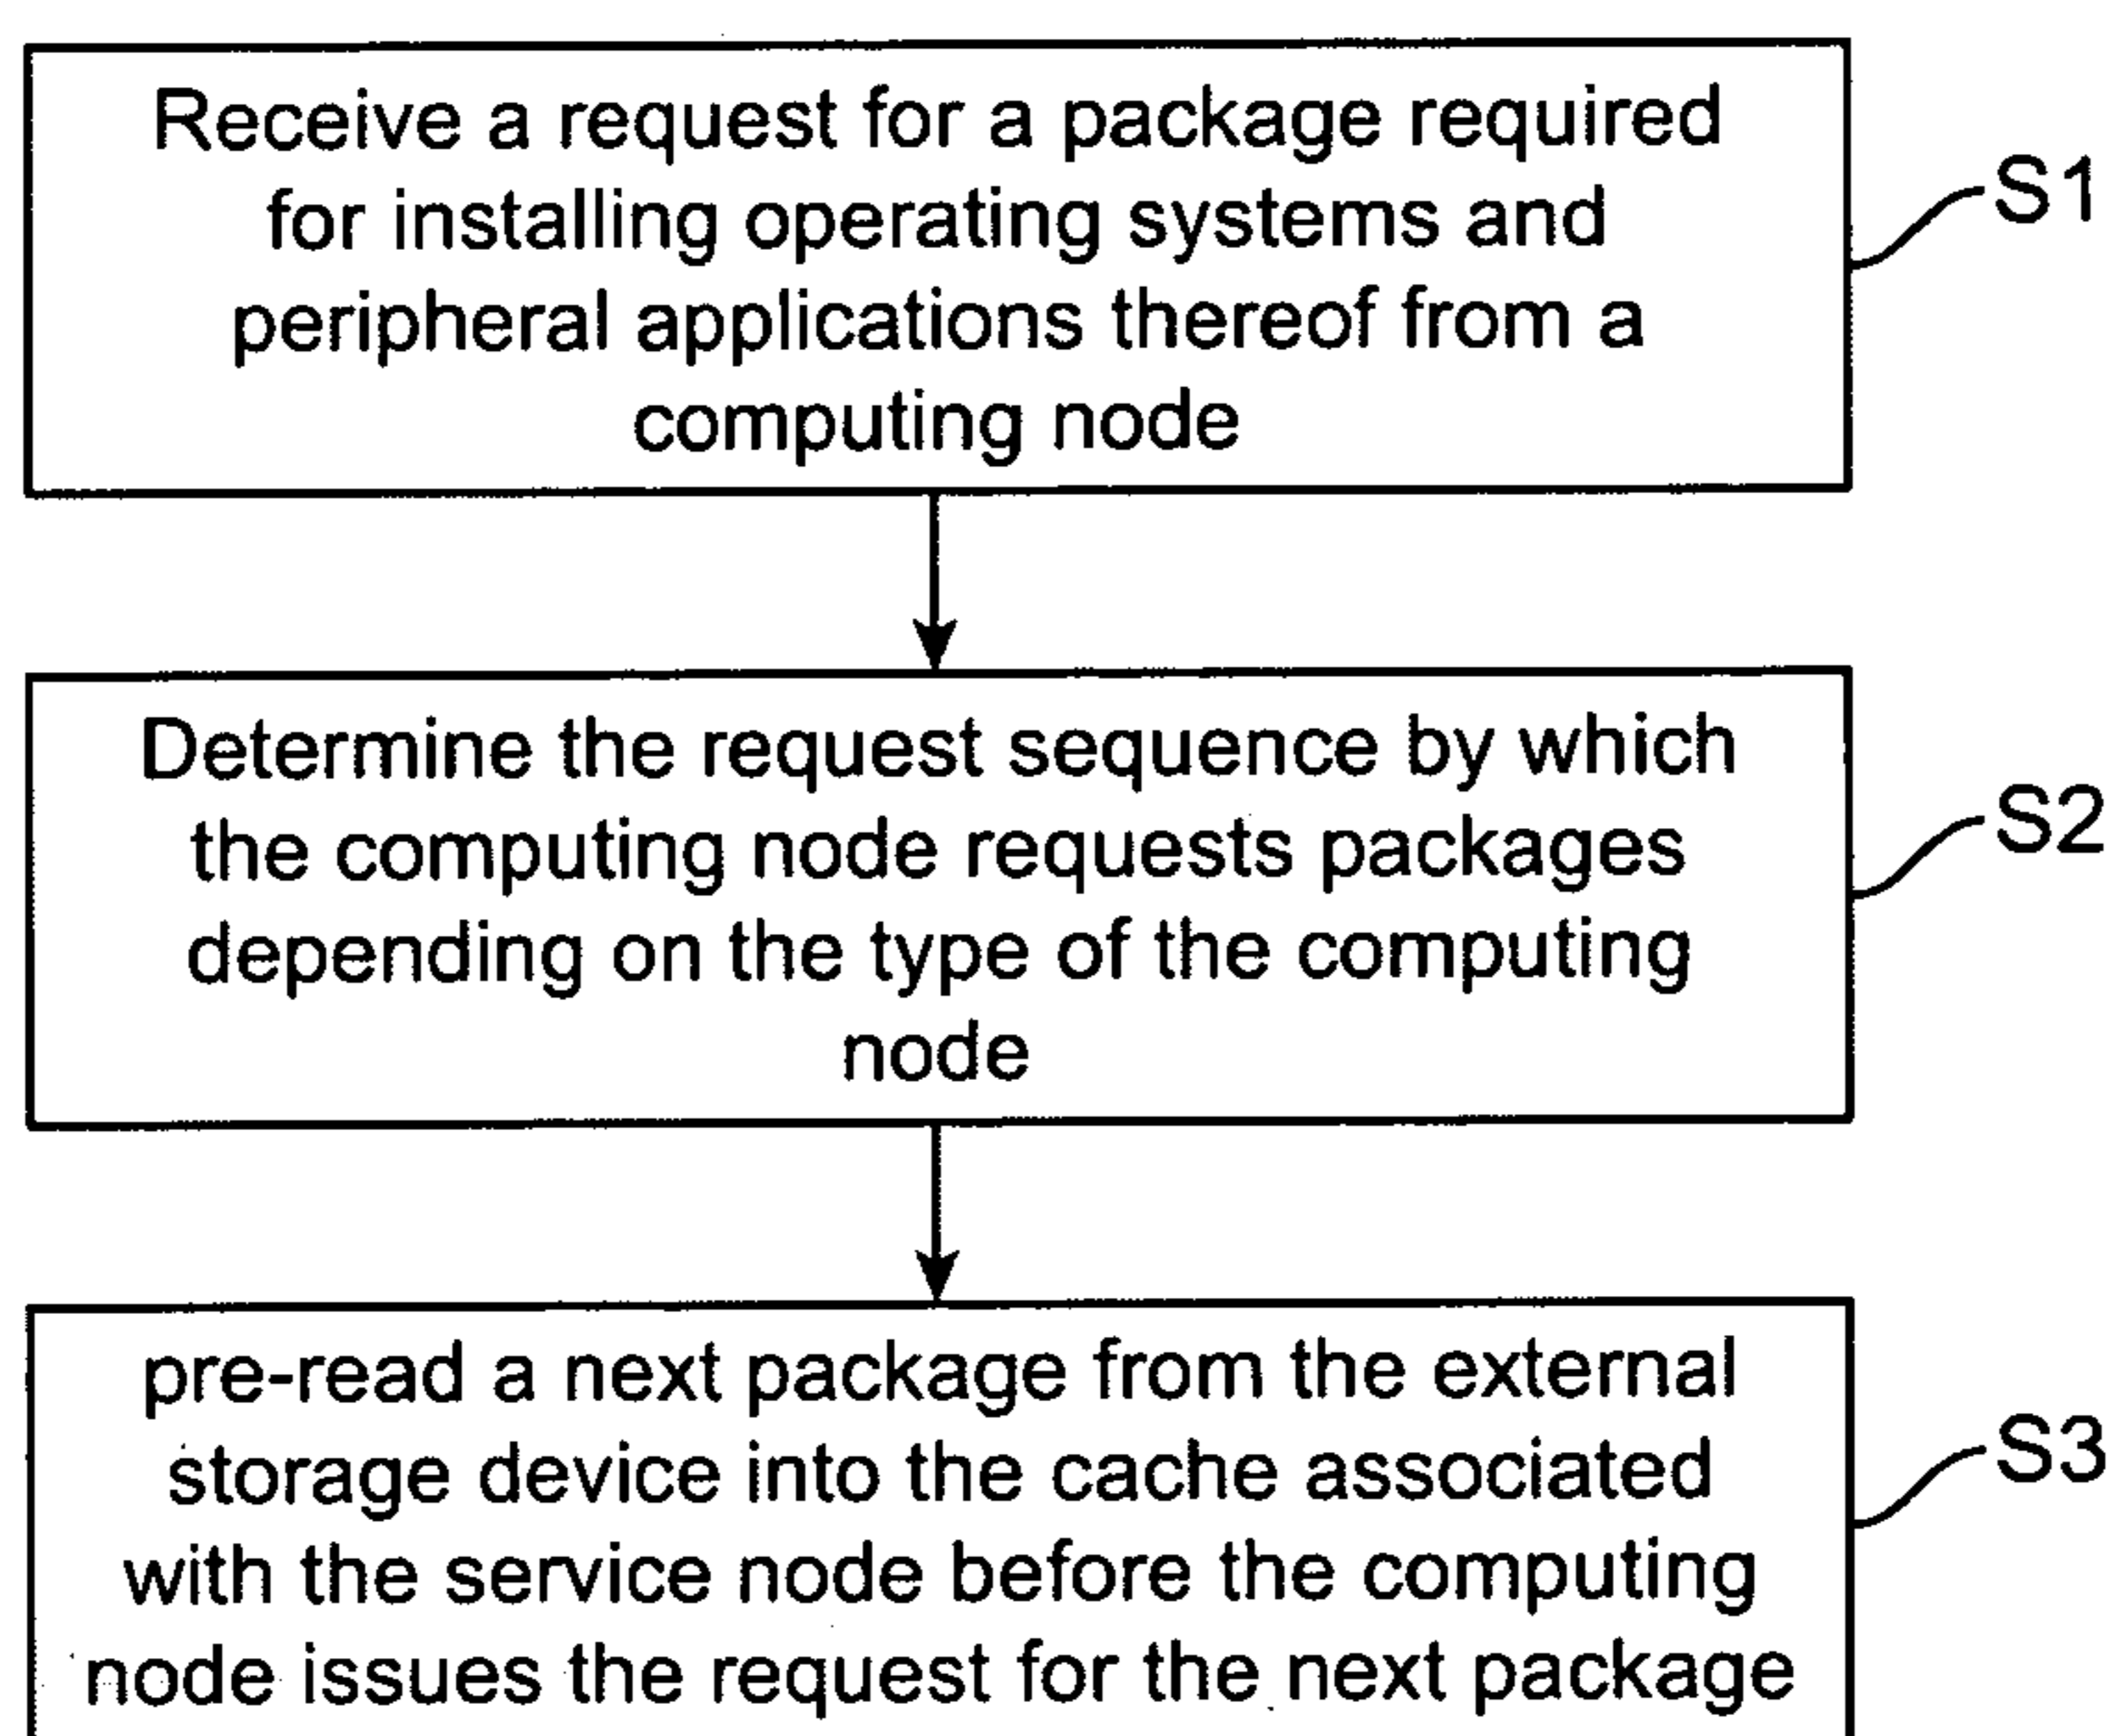 Receive a request for a package required
for installing operating systems and
peripheral applications thereof from a
computing node
S1
Determine the request sequence by which
the computing node requests packages
depending on the type of the computing
node
S2
pre-read a next package from the external
storage device into the cache associated
with the service node before the computing
node issues the request for the next package
S3